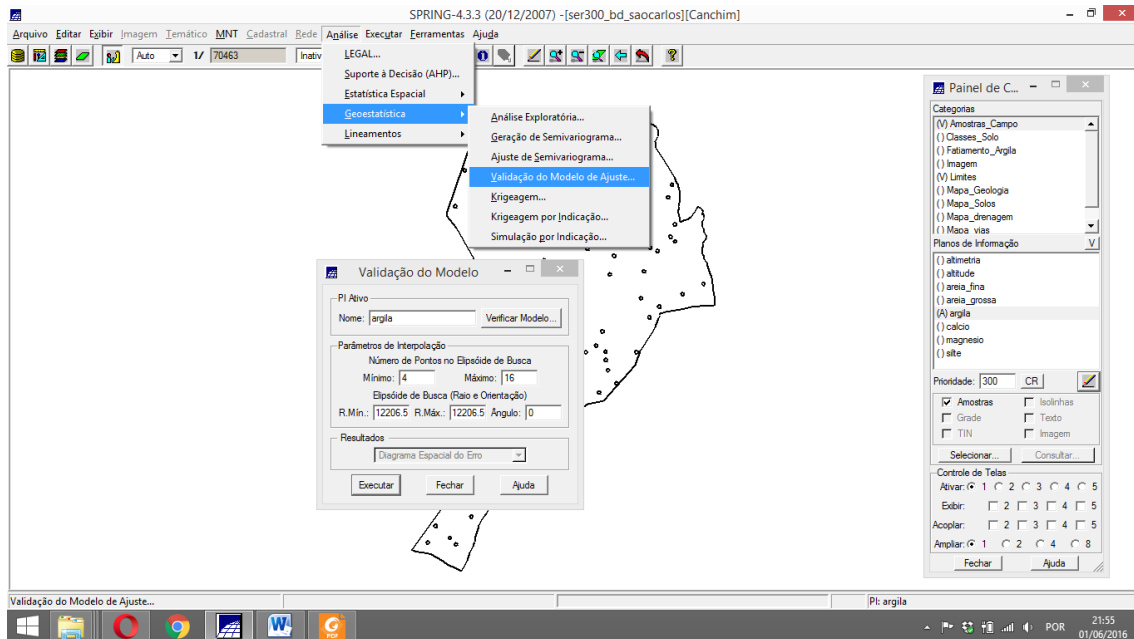 SPRING-4.3.3 (20/12/2007) -[ser300_bd_saocarlos][Canchim]
Arquivo Editar Exibir Imagem Temático MNT Cadastral Rede Análise Executar Ferramentas Ajuda
Auto 1/ 70463 Inativ
LEGAL...
Suporte à Decisão (AHP)...
Estatística Espacial
Geoestatística
Lineamentos
Análise Exploratória...
Geração de Semivariograma...
Ajuste de Semivariograma...
Validação do Modelo de Ajuste...
Krigeagem...
Krigeagem por Indicação...
Simulação por Indicação...
Validação do Modelo
PI Ativo
Nome: argila Verificar Modelo...
Parâmetros de Interpolação
Número de Pontos no Elipsóide de Busca
Mínimo: 4 Máximo: 16
Elipsóide de Busca (Raio e Orientação)
R.Mín.: 12206.5 R.Máx.: 12206.5 Angulo: 0
Resultados
Diagrama Espacial do Erro
Executar Fechar Ajuda
Painel de C...
Categorias
(V) Amostras_Campo
() Classes_Solo
() Fatiamento_Argila
() Imagem
(V) Limites
() Mapa_Geologia
() Mapa_Solos
() Mapa_drenagem
() Mapa_vias
Planos de Informação V
() altimetria
() altitude
() areia_fina
() areia_grossa
(A) argila
() calcio
() magnesio
() silte
Prioridade: 300 CR
Amostras Isolinhas
Grade Texto
TIN Imagem
Selecionar... Consultar...
Controle de Telas
Ativar: 1 2 3 4 5
Exibir: 2 3 4 5
Acoplar: 2 3 4 5
Ampliar: 1 2 4 8
Fechar Ajuda
Validação do Modelo de Ajuste... PI: argila
POR 21:55
01/06/2016